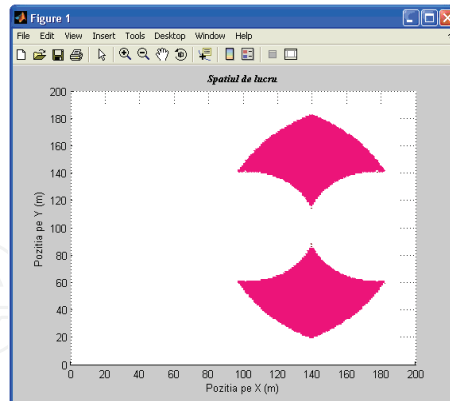 Figure 1
File Edit View Insert Tools Desktop Window Help
Spatiul de lucru
200
180
160
140
120
100
80
60
40
20
0
Pozitia pe Y (m)
0 20 40 60 80 100 120 140 160 180 200
Pozitia pe X (m)